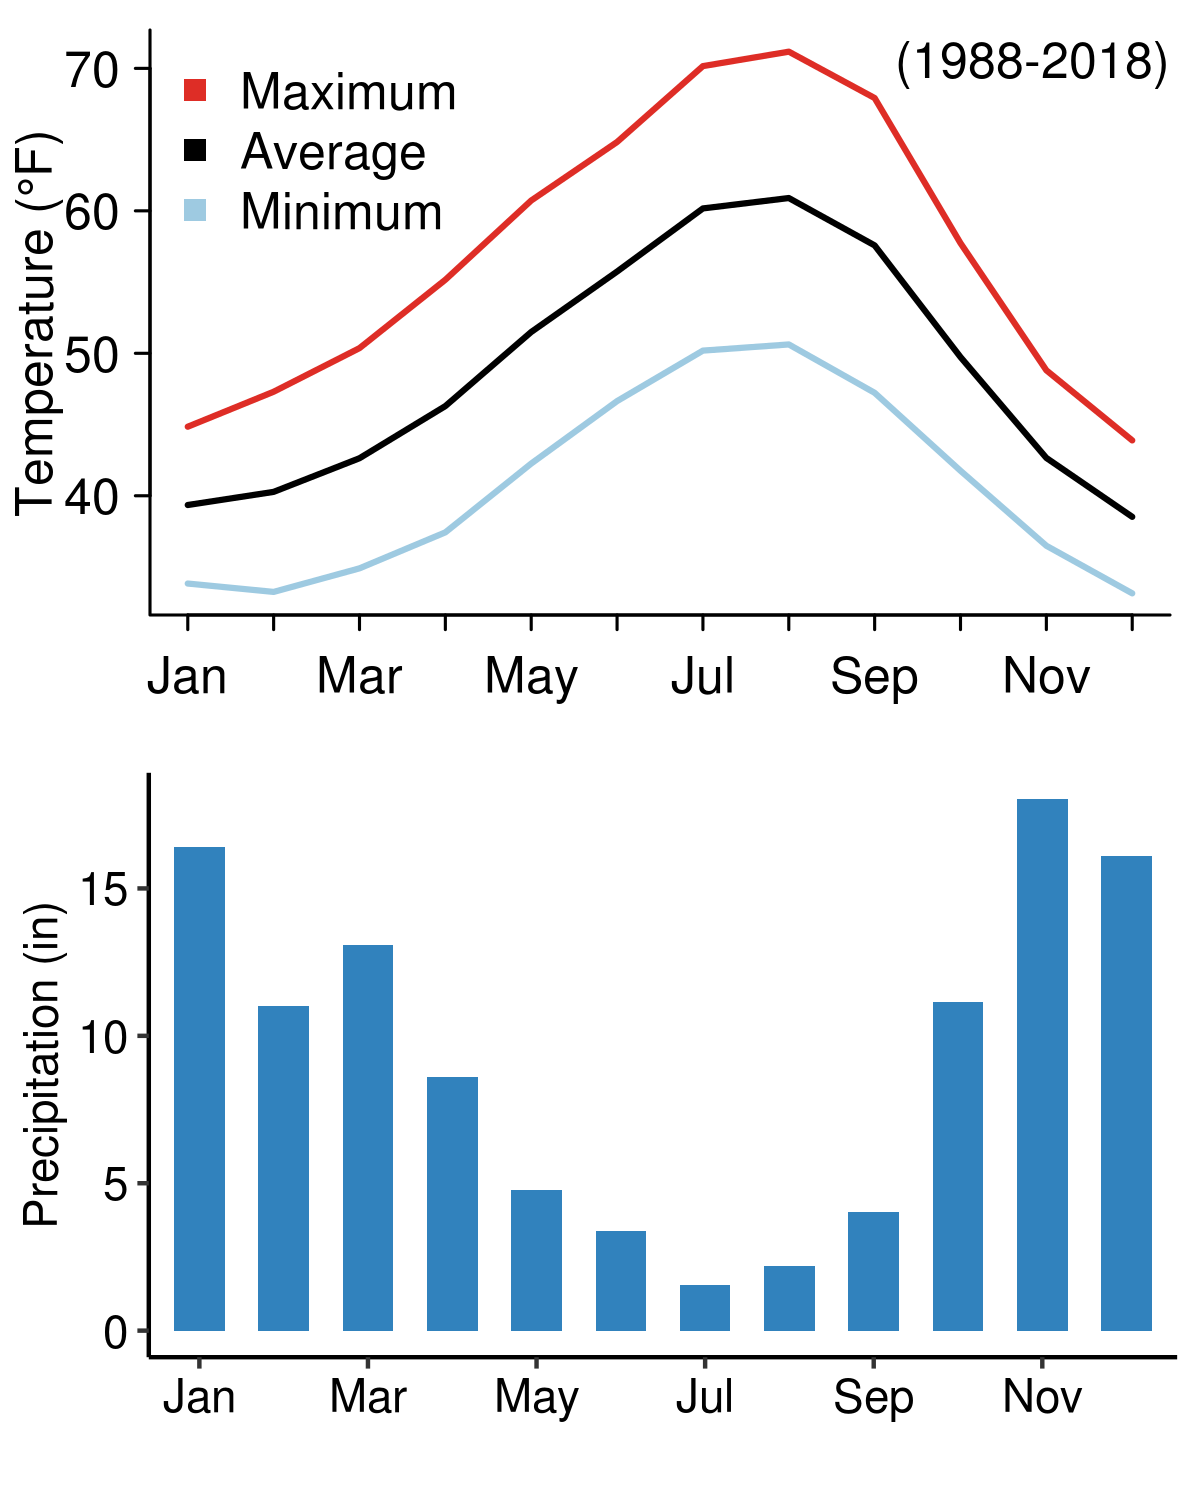 (1988-2018)
Maximum
Average
Minimum
Temperature (°F)
70
60
50
40
Jan Mar May Jul Sep Nov
Precipitation (in)
15
10
5
0
Jan Mar May Jul Sep Nov